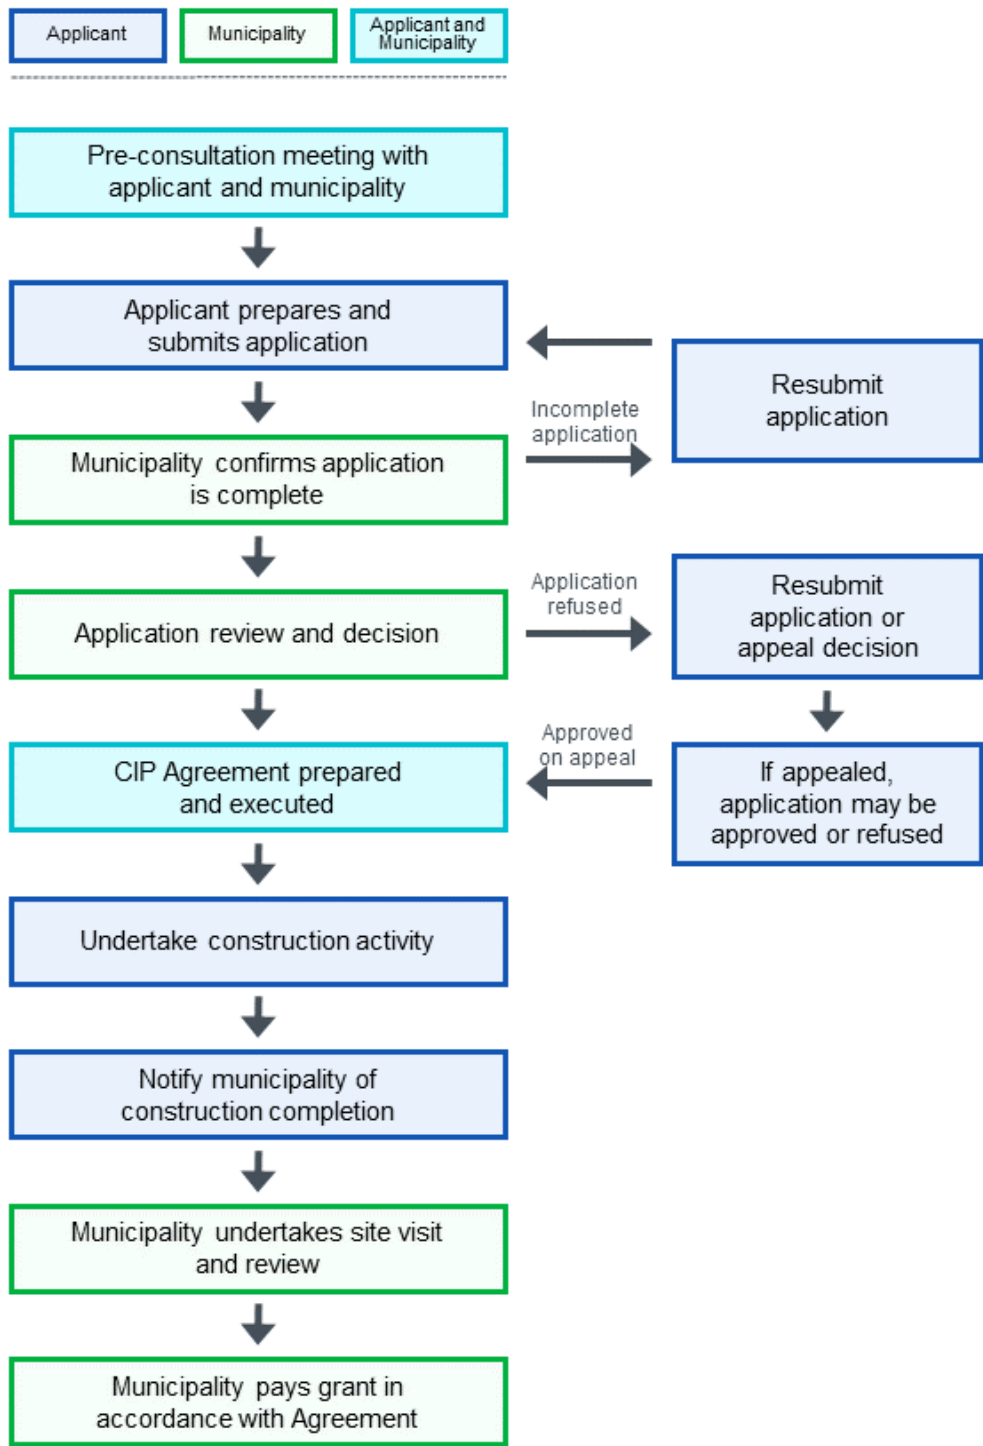 Applicant
Municipality
Applicant and
Municipality
Pre-consultation meeting with
applicant and municipality
Applicant prepares and
submits application
Resubmit
application
Incomplete
application
Municipality confirms application
is complete
Application review and decision
Application
refused
Resubmit
application or
appeal decision
CIP Agreement prepared
and executed
Approved
on appeal
If appealed,
application may be
approved or refused
Undertake construction activity
Notify municipality of
construction completion
Municipality undertakes site visit
and review
Municipality pays grant in
accordance with Agreement